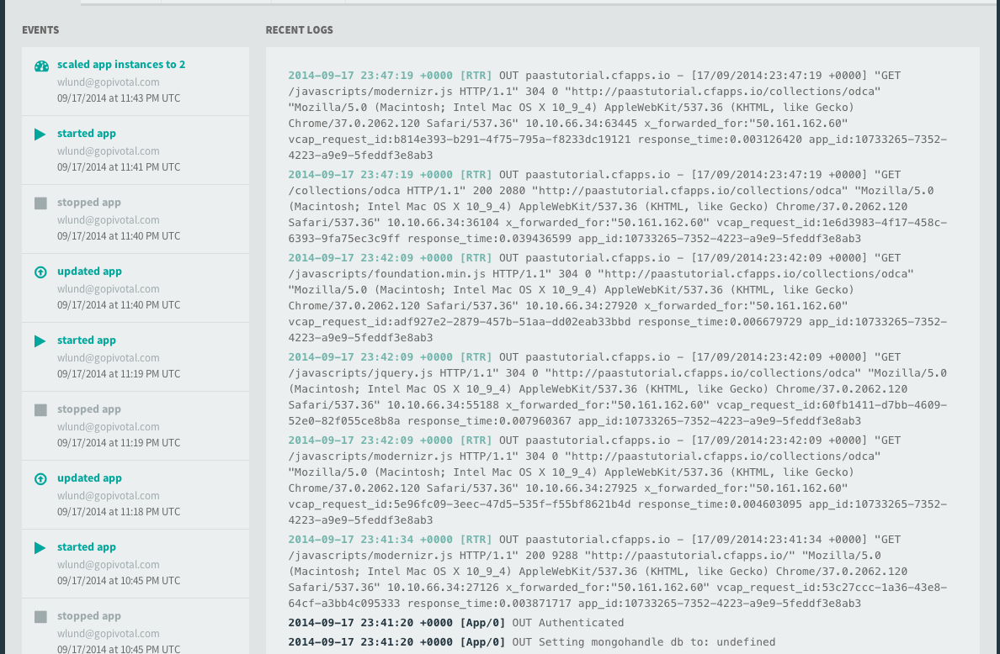 EVENTS
scaled app instances to 2
wlund@gopivotal.com
09/17/2014 at 11:43 PM UTC
started app
wlund@gopivotal.com
09/17/2014 at 11:41 PM UTC
stopped app
wlund@gopivotal.com
09/17/2014 at 11:40 PM UTC
updated app
wlund@gopivotal.com
09/17/2014 at 11:40 PM UTC
started app
wlund@gopivotal.com
09/17/2014 at 11:19 PM UTC
stopped app
wlund@gopivotal.com
09/17/2014 at 11:19 PM UTC
updated app
wlund@gopivotal.com
09/17/2014 at 11:18 PM UTC
started app
wlund@gopivotal.com
09/17/2014 at 10:45 PM UTC
stopped app
wlund@gopivotal.com
09/17/2014 at 10:45 PM UTC
RECENT LOGS
2014-09-17 23:47:19 +0000 [RTR] OUT paastutorial.cfapps.io - [17/09/2014:23:47:19 +0000] "GET
/javascripts/modernizr.js HTTP/1.1" 304 0 "http://paastutorial.cfapps.io/collections/odca"
"Mozilla/5.0 (Macintosh; Intel Mac OS X 10_9_4) AppleWebKit/537.36 (KHTML, like Gecko)
Chrome/37.0.2062.120 Safari/537.36" 10.10.66.34:63445 x_forwarded_for:"50.161.162.60"
vcap_request_id:b814e393-b291-4f75-795a-f8233dc19121 response_time:0.003126420 app_id:10733265-7352-
4223-a9e9-5feddf3e8ab3
2014-09-17 23:47:19 +0000 [RTR] OUT paastutorial.cfapps.io - [17/09/2014:23:47:19 +0000] "GET
/collections/odca HTTP/1.1" 200 2080 "http://paastutorial.cfapps.io/collections/odca" "Mozilla/5.0
(Macintosh; Intel Mac OS X 10_9_4) AppleWebKit/537.36 (KHTML, like Gecko) Chrome/37.0.2062.120
Safari/537.36" 10.10.66.34:36104 x_forwarded_for:"50.161.162.60" vcap_request_id:1e6d3983-4f17-458c-
6393-9fa75ec3c9ff response_time:0.039436599 app_id:10733265-7352-4223-a9e9-5feddf3e8ab3
2014-09-17 23:42:09 +0000 [RTR] OUT paastutorial.cfapps.io - [17/09/2014:23:42:09 +0000] "GET
/javascripts/foundation.min.js HTTP/1.1" 304 0 "http://paastutorial.cfapps.io/collections/odca"
"Mozilla/5.0 (Macintosh; Intel Mac OS X 10_9_4) AppleWebKit/537.36 (KHTML, like Gecko)
Chrome/37.0.2062.120 Safari/537.36" 10.10.66.34:27920 x_forwarded_for:"50.161.162.60"
vcap_request_id:adf927e2-2879-457b-51aa-dd02eab33bbd response_time:0.006679729 app_id:10733265-7352-
4223-a9e9-5feddf3e8ab3
2014-09-17 23:42:09 +0000 [RTR] OUT paastutorial.cfapps.io - [17/09/2014:23:42:09 +0000] "GET
/javascripts/jquery.js HTTP/1.1" 304 0 "http://paastutorial.cfapps.io/collections/odca" "Mozilla/5.0
(Macintosh; Intel Mac OS X 10_9_4) AppleWebKit/537.36 (KHTML, like Gecko) Chrome/37.0.2062.120
Safari/537.36" 10.10.66.34:55188 x_forwarded_for:"50.161.162.60" vcap_request_id:60fb1411-d7bb-4609-
52e0-82f055ce8b8a response_time:0.007960367 app_id:10733265-7352-4223-a9e9-5feddf3e8ab3
2014-09-17 23:42:09 +0000 [RTR] OUT paastutorial.cfapps.io - [17/09/2014:23:42:09 +0000] "GET
/javascripts/modernizr.js HTTP/1.1" 304 0 "http://paastutorial.cfapps.io/collections/odca"
"Mozilla/5.0 (Macintosh; Intel Mac OS X 10_9_4) AppleWebKit/537.36 (KHTML, like Gecko)
Chrome/37.0.2062.120 Safari/537.36" 10.10.66.34:27925 x_forwarded_for:"50.161.162.60"
vcap_request_id:5e96fc09-3eec-47d5-535f-f55bf8621b4d response_time:0.004603095 app_id:10733265-7352-
4223-a9e9-5feddf3e8ab3
2014-09-17 23:41:34 +0000 [RTR] OUT paastutorial.cfapps.io - [17/09/2014:23:41:34 +0000] "GET
/javascripts/modernizr.js HTTP/1.1" 200 9288 "http://paastutorial.cfapps.io/" "Mozilla/5.0
(Macintosh; Intel Mac OS X 10_9_4) AppleWebKit/537.36 (KHTML, like Gecko) Chrome/37.0.2062.120
Safari/537.36" 10.10.66.34:27126 x_forwarded_for:"50.161.162.60" vcap_request_id:53c27ccc-1a36-43e8-
64cf-a3bb4c095333 response_time:0.003871717 app_id:10733265-7352-4223-a9e9-5feddf3e8ab3
2014-09-17 23:41:20 +0000 [App/0] OUT Authenticated
2014-09-17 23:41:20 +0000 [App/0] OUT Setting mongohandle db to: undefined